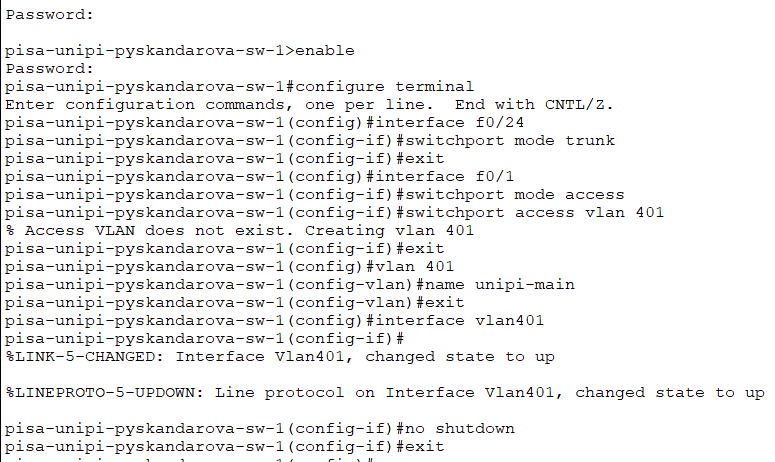 Password:
pisa-unipi-pyskandarova-sw-1>enable
Password:
pisa-unipi-pyskandarova-sw-1#configure terminal
Enter configuration commands, one per line.  End with CNTL/Z.
pisa-unipi-pyskandarova-sw-1(config)#interface f0/24
pisa-unipi-pyskandarova-sw-1(config-if)#switchport mode trunk
pisa-unipi-pyskandarova-sw-1(config-if)#exit
pisa-unipi-pyskandarova-sw-1(config)#interface f0/1
pisa-unipi-pyskandarova-sw-1(config-if)#switchport mode access
pisa-unipi-pyskandarova-sw-1(config-if)#switchport access vlan 401
% Access VLAN does not exist. Creating vlan 401
pisa-unipi-pyskandarova-sw-1(config-if)#exit
pisa-unipi-pyskandarova-sw-1(config)#vlan 401
pisa-unipi-pyskandarova-sw-1(config-vlan)#name unipi-main
pisa-unipi-pyskandarova-sw-1(config-vlan)#exit
pisa-unipi-pyskandarova-sw-1(config)#interface vlan401
pisa-unipi-pyskandarova-sw-1(config-if)#
%LINK-5-CHANGED: Interface Vlan401, changed state to up
%LINEPROTO-5-UPDOWN: Line protocol on Interface Vlan401, changed state to up
pisa-unipi-pyskandarova-sw-1(config-if)#no shutdown
pisa-unipi-pyskandarova-sw-1(config-if)#exit